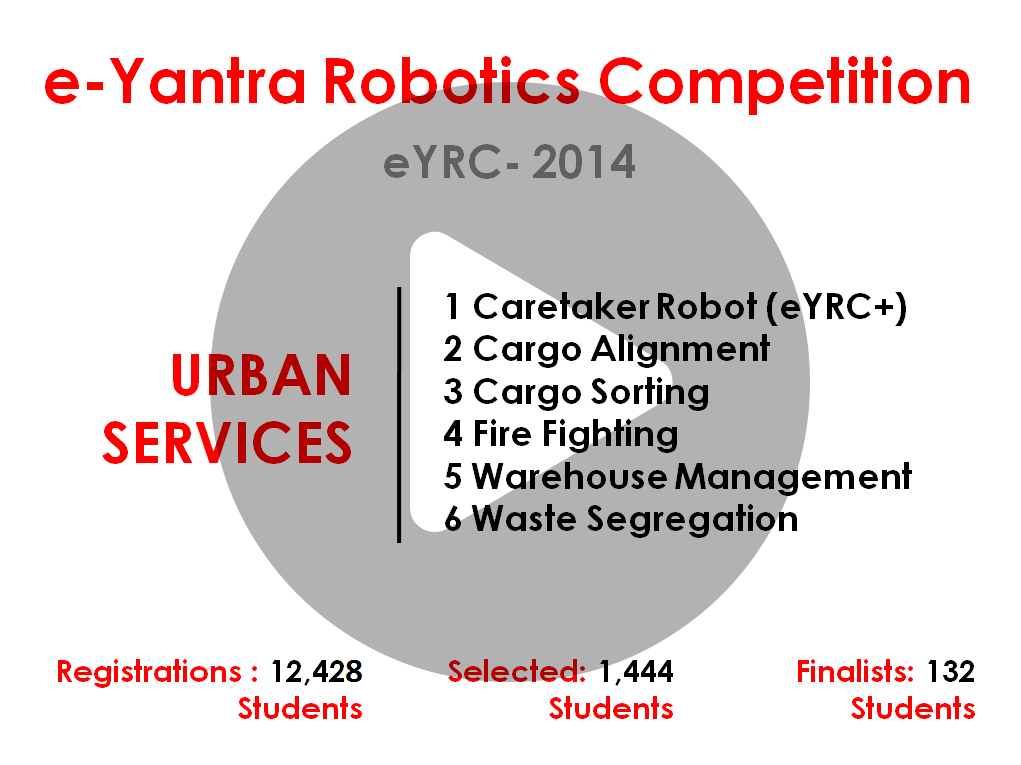 e-Yantra Robotics Competition
eYRC- 2014
URBAN
SERVICES
1 Caretaker Robot (eYRC+)
2 Cargo Alignment
3 Cargo Sorting
4 Fire Fighting
5 Warehouse Management
6 Waste Segregation
Registrations : 12,428
Students
Selected: 1,444
Students
Finalists: 132
Students